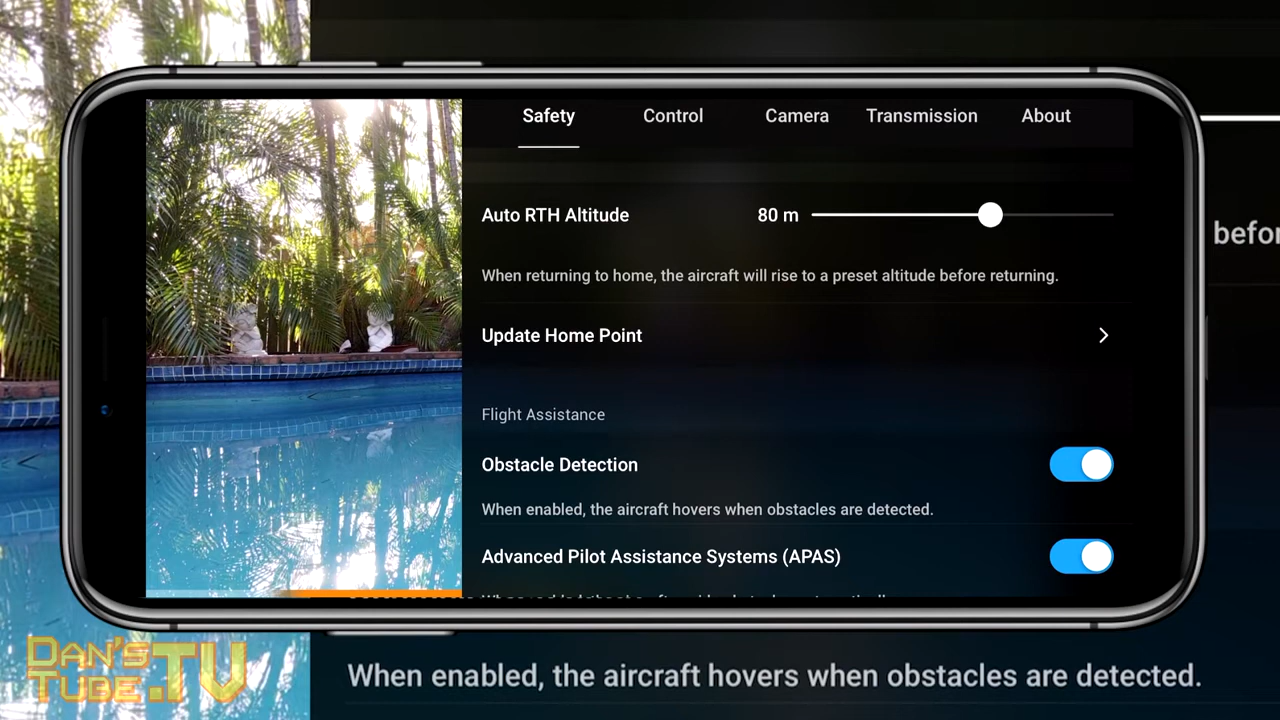 Safety Control Camera Transmission About
Auto RTH Altitude 80 m
befor
When returning to home, the aircraft will rise to a preset altitude before returning.
Update Home Point
Flight Assistance
Obstacle Detection
When enabled, the aircraft hovers when obstacles are detected.
Advanced Pilot Assistance Systems (APAS)
When enabled, the aircraft hovers when obstacles are detected.
DAN'S
TUBE.TV